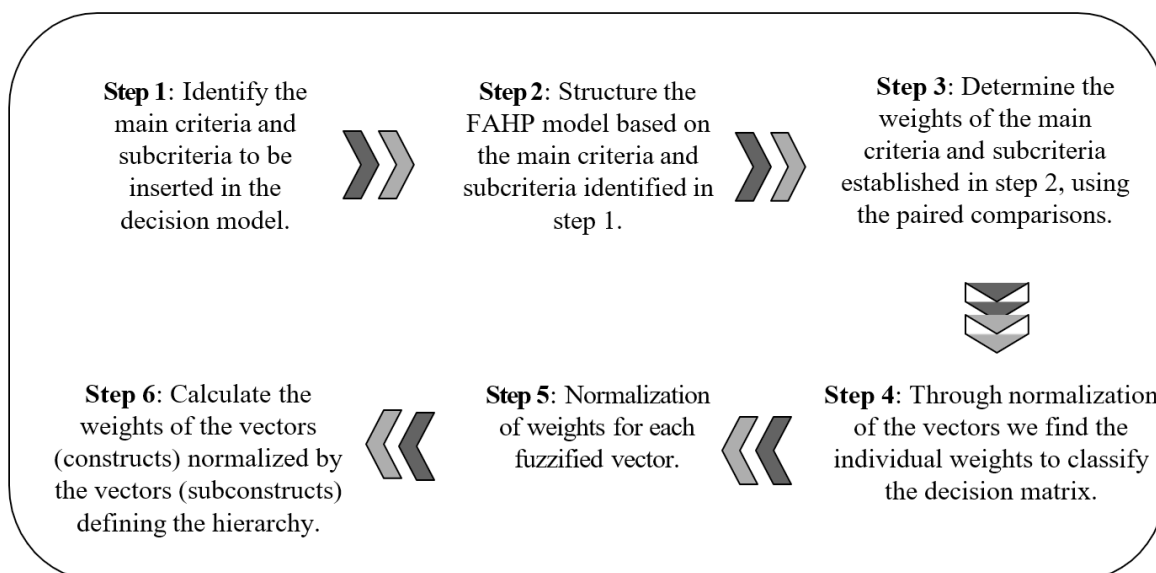 Step 1: Identify the
main criteria and
subcriteria to be
inserted in the
decision model.
Step 2: Structure the
FAHP model based on
the main criteria and
subcriteria identified in
step 1.
Step 3: Determine the
weights of the main
criteria and subcriteria
established in step 2, using
the paired comparisons.
Step 4: Through normalization
of the vectors we find the
individual weights to classify
the decision matrix.
Step 5: Normalization
of weights for each
fuzzified vector.
Step 6: Calculate the
weights of the vectors
(constructs) normalized by
the vectors (subconstructs)
defining the hierarchy.